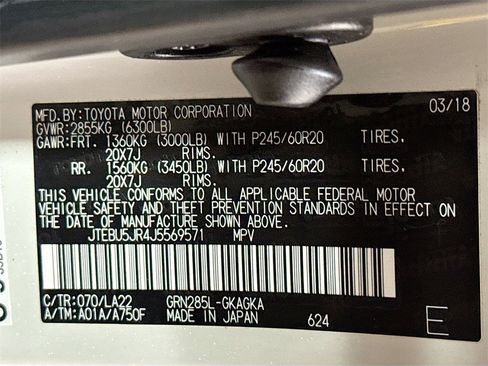 MFD.BY:TOYOTA MOTOR CORPORATION 03/18
GVWR:2855KG (6300LB)
GAWR:FRT. 1360KG (3000LB) WITH P245/60R20 TIRES.
20X7J RIMS.
RR. 1560KG (3450LB) WITH P245/60R20 TIRES.
20X7J RIMS.
THIS VEHICLE CONFORMS TO ALL APPLICABLE FEDERAL MOTOR
VEHICLE SAFETY AND THEFT PREVENTION STANDARDS IN EFFECT ON
THE DATE OF MANUFACTURE SHOWN ABOVE.
JTEBU5JR4J5569571 MPV
C/TR:070/LA22 GRN285L-GKAGKA
A/TM:A01A/A750F MADE IN JAPAN 624 E